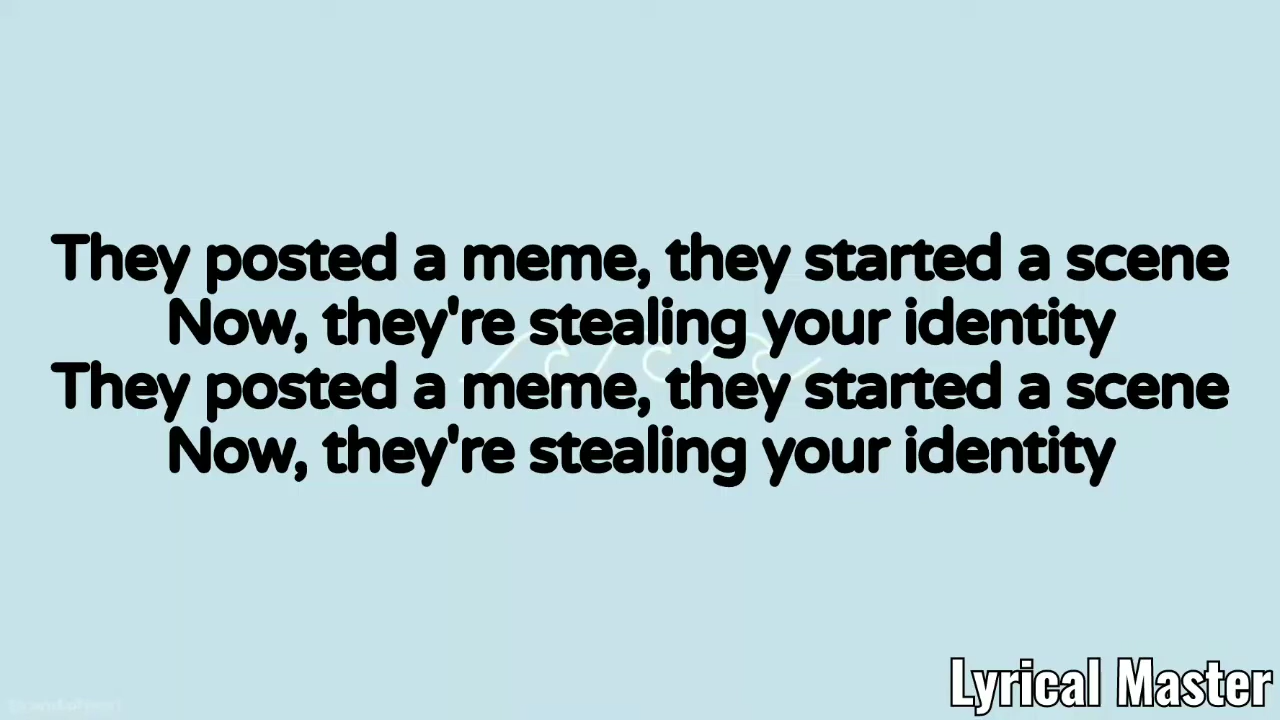 They posted a meme, they started a scene
Now, they're stealing your identity
They posted a meme, they started a scene
Now, they're stealing your identity
Lyrical Master